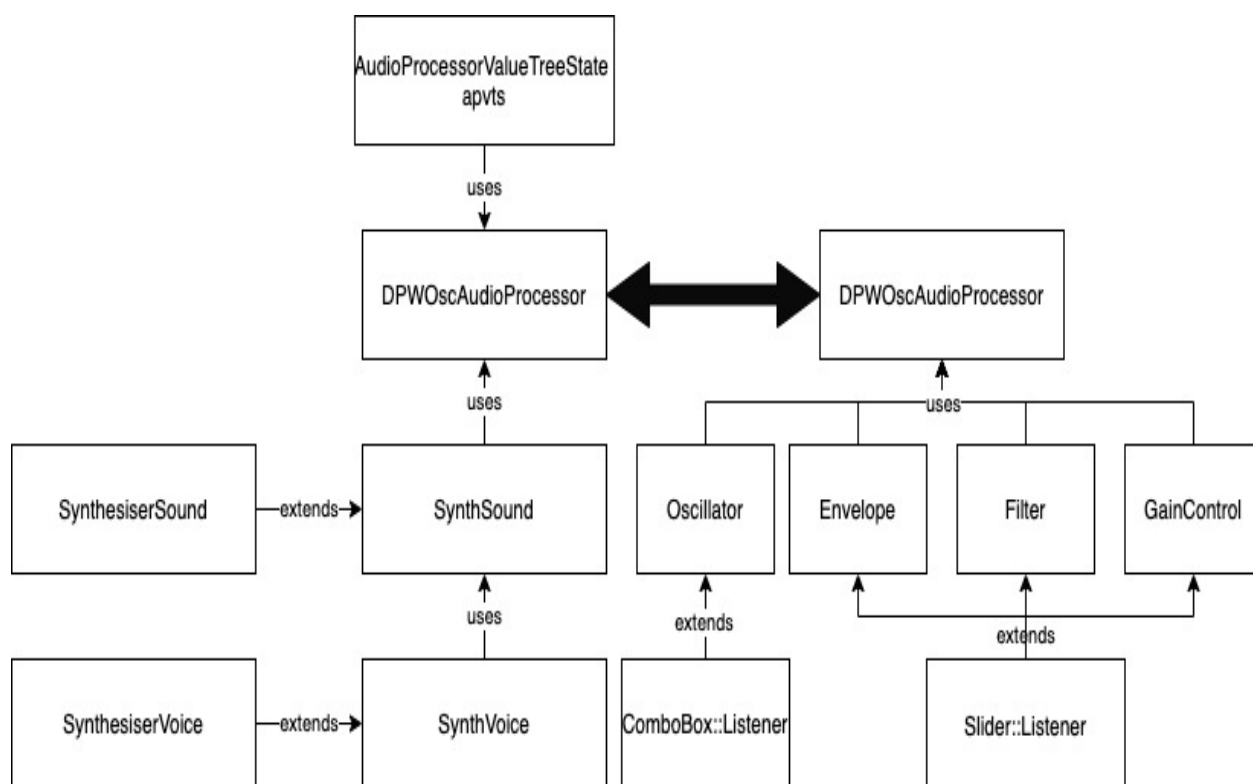 AudioProcessorValueTreeState
apvts
uses
DPWOscAudioProcessor
DPWOscAudioProcessor
uses
uses
SynthesiserSound
extends
SynthSound
Oscillator
Envelope
Filter
GainControl
uses
extends
extends
SynthesiserVoice
extends
SynthVoice
ComboBox::Listener
Slider::Listener